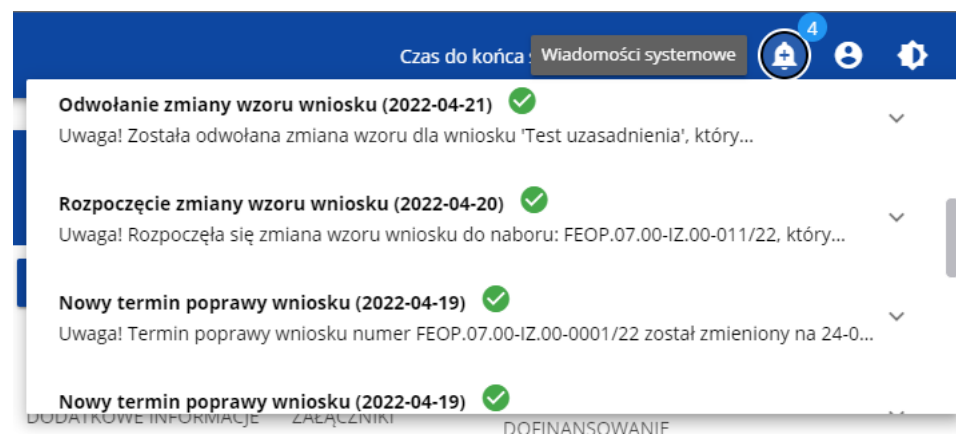 4
Czas do końca
Wiadomości systemowe
Odwołanie zmiany wzoru wniosku (2022-04-21)
Uwaga! Została odwołana zmiana wzoru dla wniosku 'Test uzasadnienia', który...
Rozpoczęcie zmiany wzoru wniosku (2022-04-20)
Uwaga! Rozpoczęła się zmiana wzoru wniosku do naboru: FEOP.07.00-IZ.00-011/22, który...
Nowy termin poprawy wniosku (2022-04-19)
Uwaga! Termin poprawy wniosku numer FEOP.07.00-IZ.00-0001/22 został zmieniony na 24-0...
Nowy termin poprawy wniosku (2022-04-19)
DODATKOWE INFORMACJE ZAŁĄCZNIKI
DOFINANSOWANIE